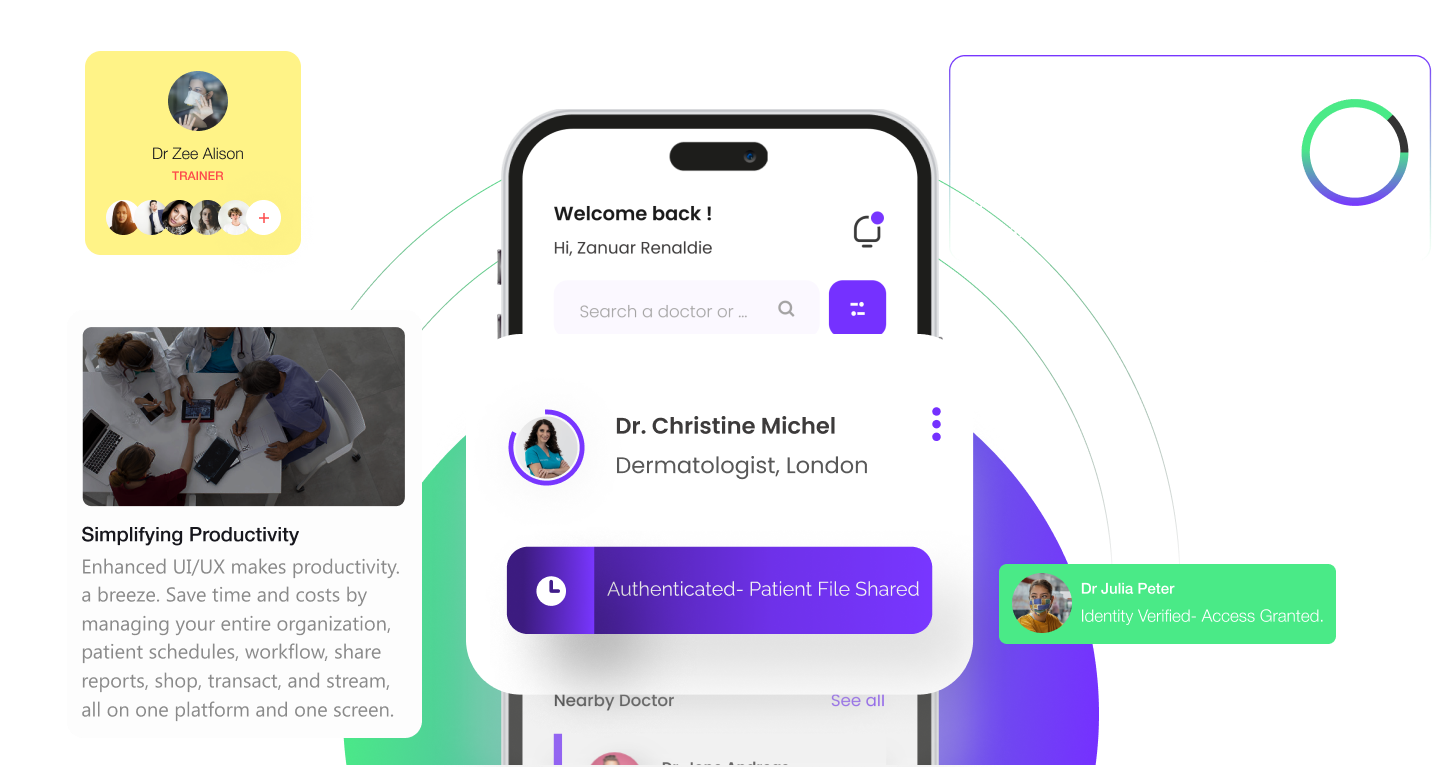 Dr Zee Alison
TRAINER
+
Welcome back !
Hi, Zanuar Renaldie
Search a doctor or ...
Dr. Christine Michel
Dermatologist, London
Authenticated- Patient File Shared
Simplifying Productivity
Enhanced UI/UX makes productivity.
a breeze. Save time and costs by
managing your entire organization,
patient schedules, workflow, share
reports, shop, transact, and stream,
all on one platform and one screen.
Dr Julia Peter
Identity Verified- Access Granted.
Nearby Doctor
See all